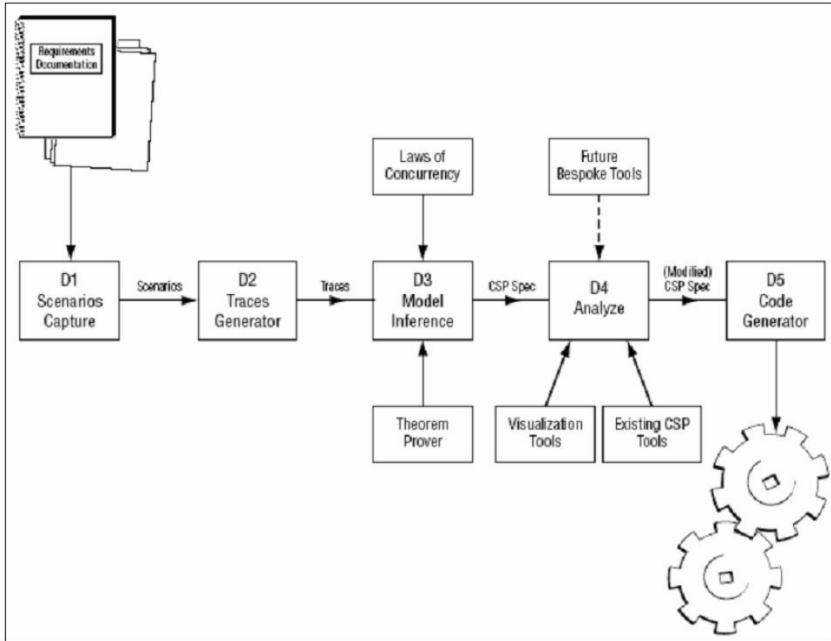 Requirements
Documentation
Laws of
Concurrency
Future
Bespoke Tools
D1
Scenarios
Capture
Scenarios
D2
Traces
Generator
Traces
D3
Model
Inference
CSP Spec
D4
Analyze
(Modified)
CSP Spec
D5
Code
Generator
Theorem
Prover
Visualization
Tools
Existing CSP
Tools